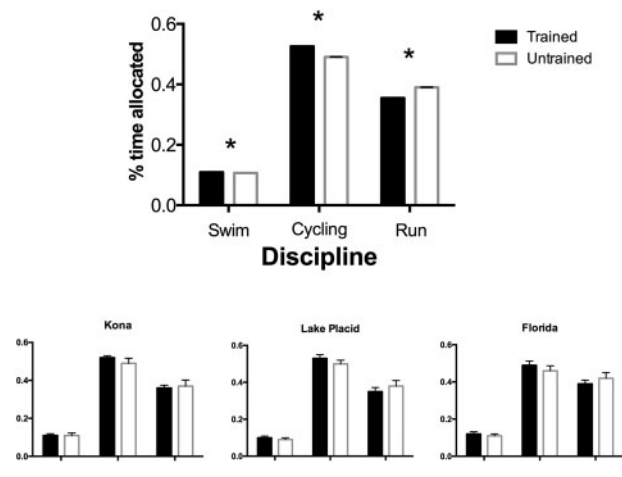 0.6
0.4
0.2
0.0
% time allocated
*
*
*
Trained
Untrained
Swim
Cycling
Run
Discipline
Kona
0.6
0.4
0.2
0.0
Lake Placid
0.6
0.4
0.2
0.0
Florida
0.6
0.4
0.2
0.0